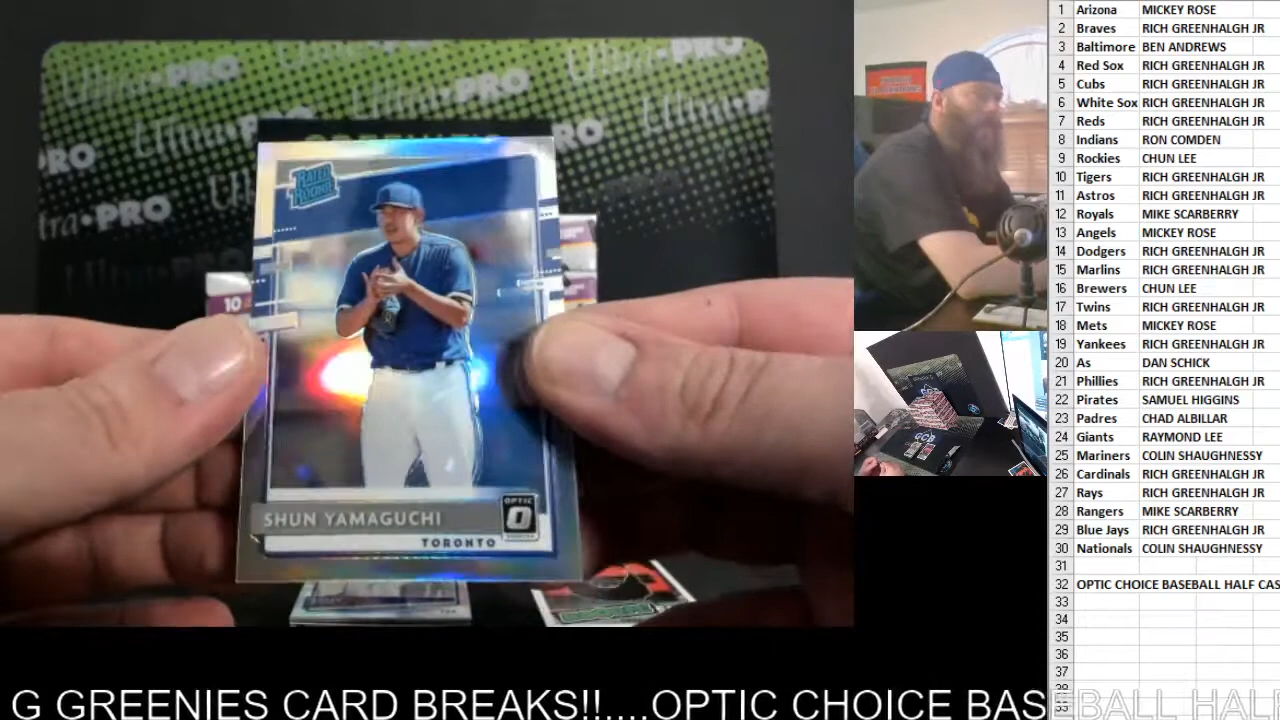 Ultra•PRO
RATED ROOKIE
SHUN YAMAGUCHI
OPTIC
TORONTO
10
1 Arizona MICKEY ROSE
2 Braves RICH GREENHALGH JR
3 Baltimore BEN ANDREWS
4 Red Sox RICH GREENHALGH JR
5 Cubs RICH GREENHALGH JR
6 White Sox RICH GREENHALGH JR
7 Reds RICH GREENHALGH JR
8 Indians RON COMDEN
9 Rockies CHUN LEE
10 Tigers RICH GREENHALGH JR
11 Astros RICH GREENHALGH JR
12 Royals MIKE SCARBERRY
13 Angels MICKEY ROSE
14 Dodgers RICH GREENHALGH JR
15 Marlins RICH GREENHALGH JR
16 Brewers CHUN LEE
17 Twins RICH GREENHALGH JR
18 Mets MICKEY ROSE
19 Yankees RICH GREENHALGH JR
20 As DAN SCHICK
21 Phillies RICH GREENHALGH JR
22 Pirates SAMUEL HIGGINS
23 Padres CHAD ALBILLAR
24 Giants RAYMOND LEE
25 Mariners COLIN SHAUGHNESSY
26 Cardinals RICH GREENHALGH JR
27 Rays RICH GREENHALGH JR
28 Rangers MIKE SCARBERRY
29 Blue Jays RICH GREENHALGH JR
30 Nationals COLIN SHAUGHNESSY
31
32 OPTIC CHOICE BASEBALL HALF CAS
33
34
35
36
37
38
G GREENIES CARD BREAKS!!....OPTIC CHOICE BASEBALL HALF